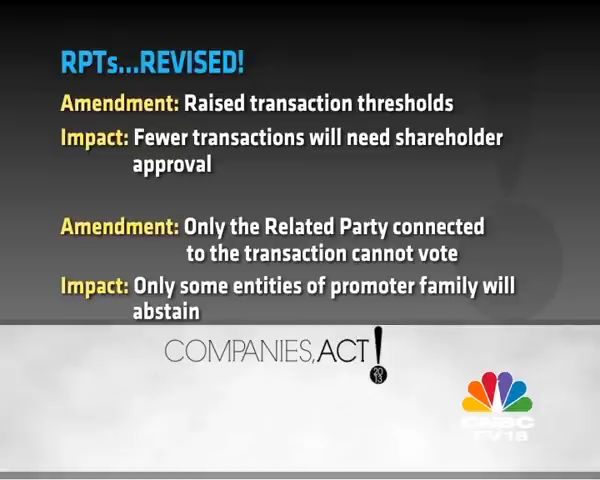 RPTs...REVISED!
Amendment: Raised transaction thresholds
Impact: Fewer transactions will need shareholder
approval
Amendment: Only the Related Party connected
to the transaction cannot vote
Impact: Only some entities of promoter family will
abstain
COMPANIES,ACT!
2013
CNBC
TV18